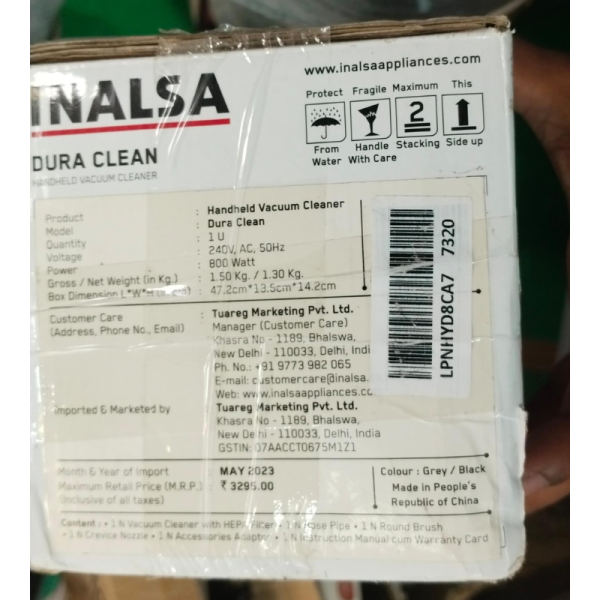 www.inalsaappliances.com
INALSA
Protect Fragile Maximum This
2
From Handle Stacking Side up
Water With Care
DURA CLEAN
HANDHELD VACUUM CLEANER
Product : Handheld Vacuum Cleaner
Model : Dura Clean
Quantity : 1 U
Voltage : 240V, AC, 50Hz
Power : 800 Watt
Gross / Net Weight (in Kg.) : 1.50 Kg. / 1.30 Kg.
Box Dimension L*W*H : 47.2cm*13.5cm*14.2cm
Customer Care : Tuareg Marketing Pvt. Ltd.
(Address, Phone No., Email) Manager (Customer Care)
Khasra No - 1189, Bhalswa,
New Delhi - 110033, Delhi, India
Ph. No.: +91 9773 982 065
E-mail: customercare@inalsa.
Web: www.inalsaappliances.co
Imported & Marketed by : Tuareg Marketing Pvt. Ltd.
Khasra No - 1189, Bhalswa,
New Delhi - 110033, Delhi, India
GSTIN: 07AACCT0675M1Z1
Month & Year of Import : MAY 2023
Maximum Retail Price (M.R.P.) : ₹ 3295.00
(Inclusive of all taxes)
Colour : Grey / Black
Made in People's
Republic of China
Content : • 1 N Vacuum Cleaner with HEPA Filter • 1 N Hose Pipe • 1 N Round Brush
• 1 N Crevice Nozzle • 1 N Accessories Adaptor • 1 N Instruction Manual cum Warranty Card
LPNHYD8CA7 7320